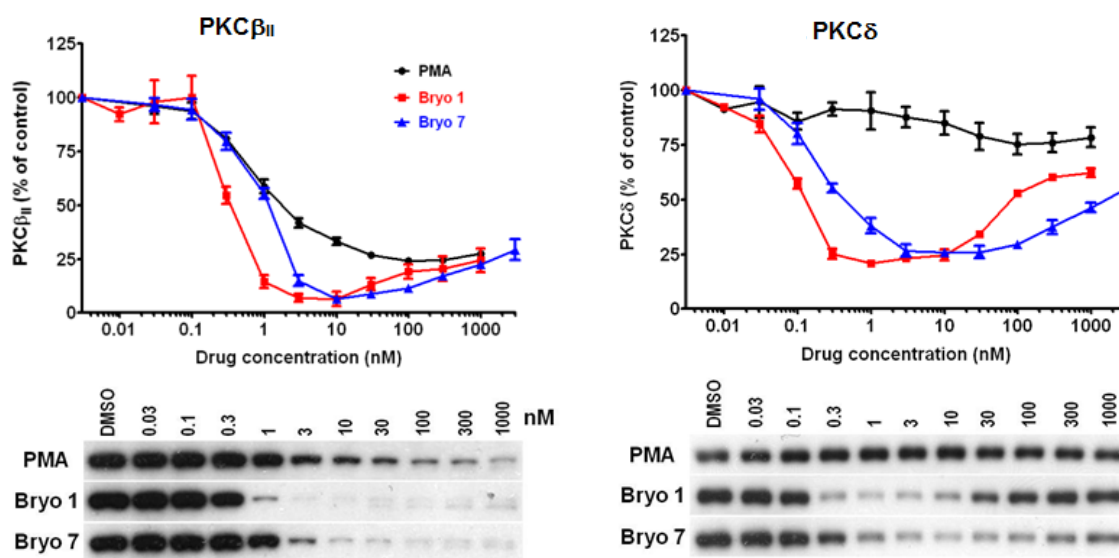 PKCβII
PKCβII (% of control)
125
100
75
50
25
0
PMA
Bryo 1
Bryo 7
0.01 0.1 1 10 100 1000
Drug concentration (nM)
PKCδ
PKCδ (% of control)
125
100
75
50
25
0
0.01 0.1 1 10 100 1000
Drug concentration (nM)
DMSO 0.03 0.1 0.3 1 3 10 30 100 300 1000 nM
PMA
Bryo 1
Bryo 7
DMSO 0.03 0.1 0.3 1 3 10 30 100 300 1000
PMA
Bryo 1
Bryo 7